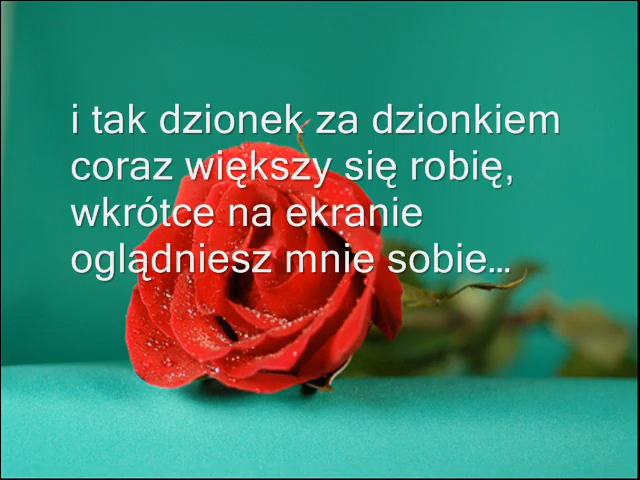 i tak dzionek za dzionkiem
coraz większy się robię,
wkrótce na ekranie
oglądniesz mnie sobie...